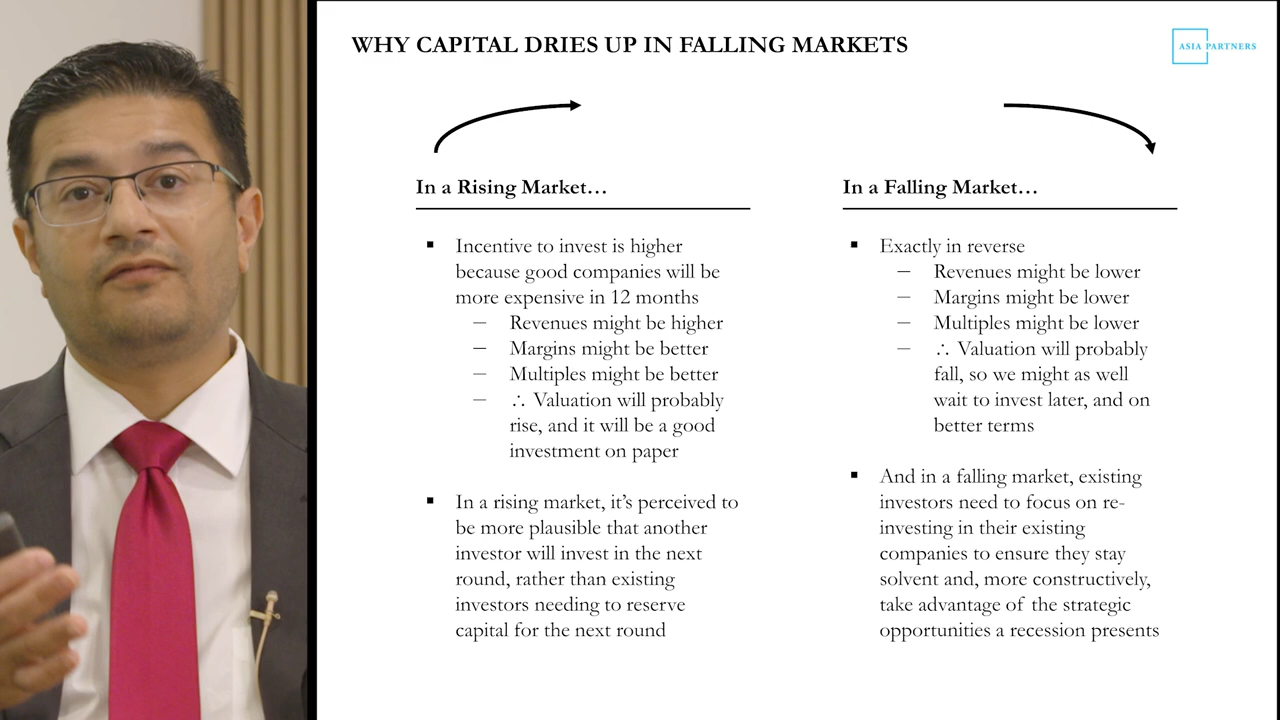 WHY CAPITAL DRIES UP IN FALLING MARKETS
ASIA PARTNERS
In a Rising Market…
▪ Incentive to invest is higher
because good companies will be
more expensive in 12 months
– Revenues might be higher
– Margins might be better
– Multiples might be better
– ∴ Valuation will probably
rise, and it will be a good
investment on paper
▪ In a rising market, it’s perceived to
be more plausible that another
investor will invest in the next
round, rather than existing
investors needing to reserve
capital for the next round
In a Falling Market…
▪ Exactly in reverse
– Revenues might be lower
– Margins might be lower
– Multiples might be lower
– ∴ Valuation will probably
fall, so we might as well
wait to invest later, and on
better terms
▪ And in a falling market, existing
investors need to focus on re-
investing in their existing
companies to ensure they stay
solvent and, more constructively,
take advantage of the strategic
opportunities a recession presents